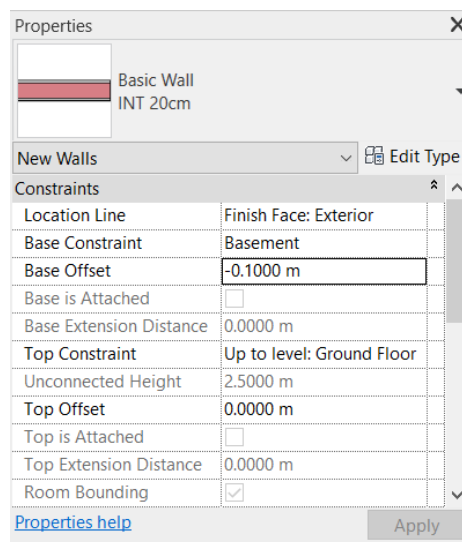 Properties
Basic Wall
INT 20cm
New Walls Edit Type
Constraints
Location Line Finish Face: Exterior
Base Constraint Basement
Base Offset -0.1000 m
Base is Attached
Base Extension Distance 0.0000 m
Top Constraint Up to level: Ground Floor
Unconnected Height 2.5000 m
Top Offset 0.0000 m
Top is Attached
Top Extension Distance 0.0000 m
Room Bounding
Properties help Apply